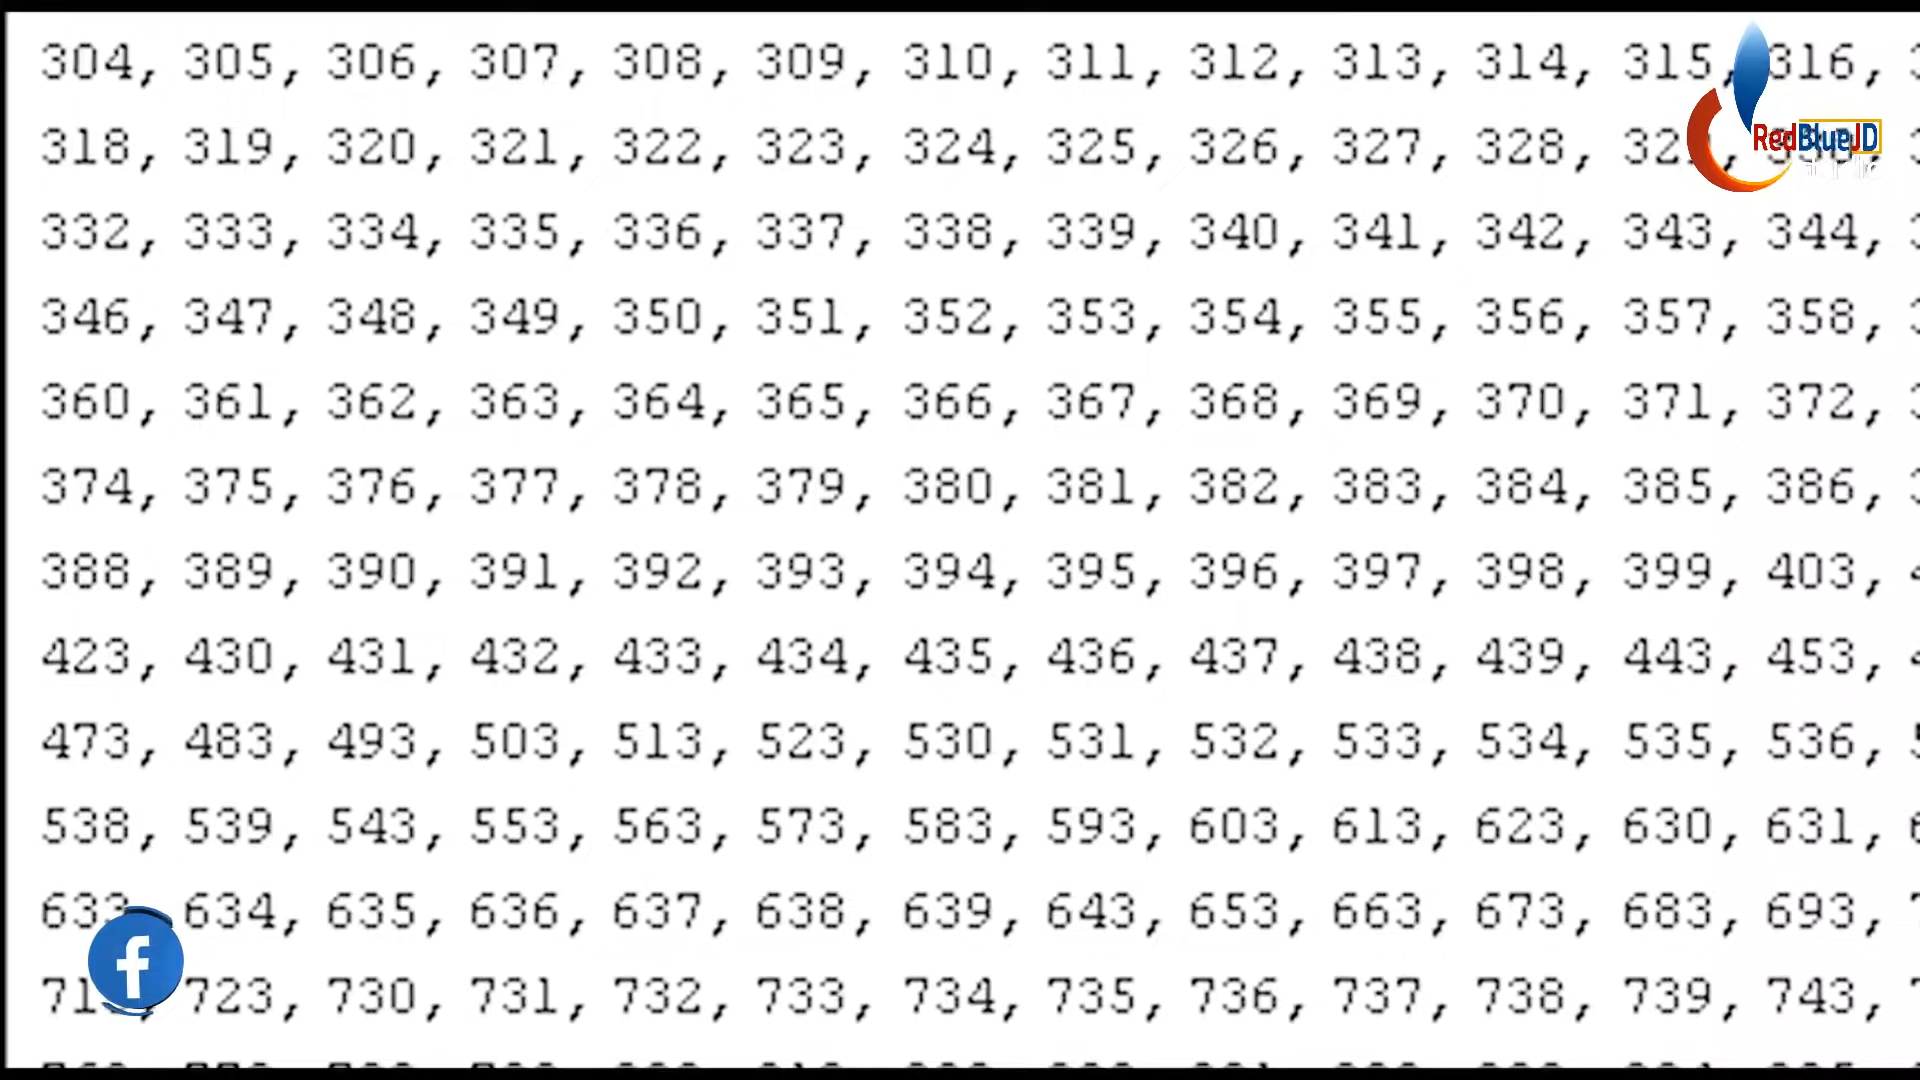 304, 305, 306, 307, 308, 309, 310, 311, 312, 313, 314, 315, 316,
318, 319, 320, 321, 322, 323, 324, 325, 326, 327, 328,
332, 333, 334, 335, 336, 337, 338, 339, 340, 341, 342, 343, 344,
346, 347, 348, 349, 350, 351, 352, 353, 354, 355, 356, 357, 358,
360, 361, 362, 363, 364, 365, 366, 367, 368, 369, 370, 371, 372,
374, 375, 376, 377, 378, 379, 380, 381, 382, 383, 384, 385, 386,
388, 389, 390, 391, 392, 393, 394, 395, 396, 397, 398, 399, 403,
423, 430, 431, 432, 433, 434, 435, 436, 437, 438, 439, 443, 453,
473, 483, 493, 503, 513, 523, 530, 531, 532, 533, 534, 535, 536,
538, 539, 543, 553, 563, 573, 583, 593, 603, 613, 623, 630, 631,
633, 634, 635, 636, 637, 638, 639, 643, 653, 663, 673, 683, 693,
723, 730, 731, 732, 733, 734, 735, 736, 737, 738, 739, 743,
RedBlueJD
f